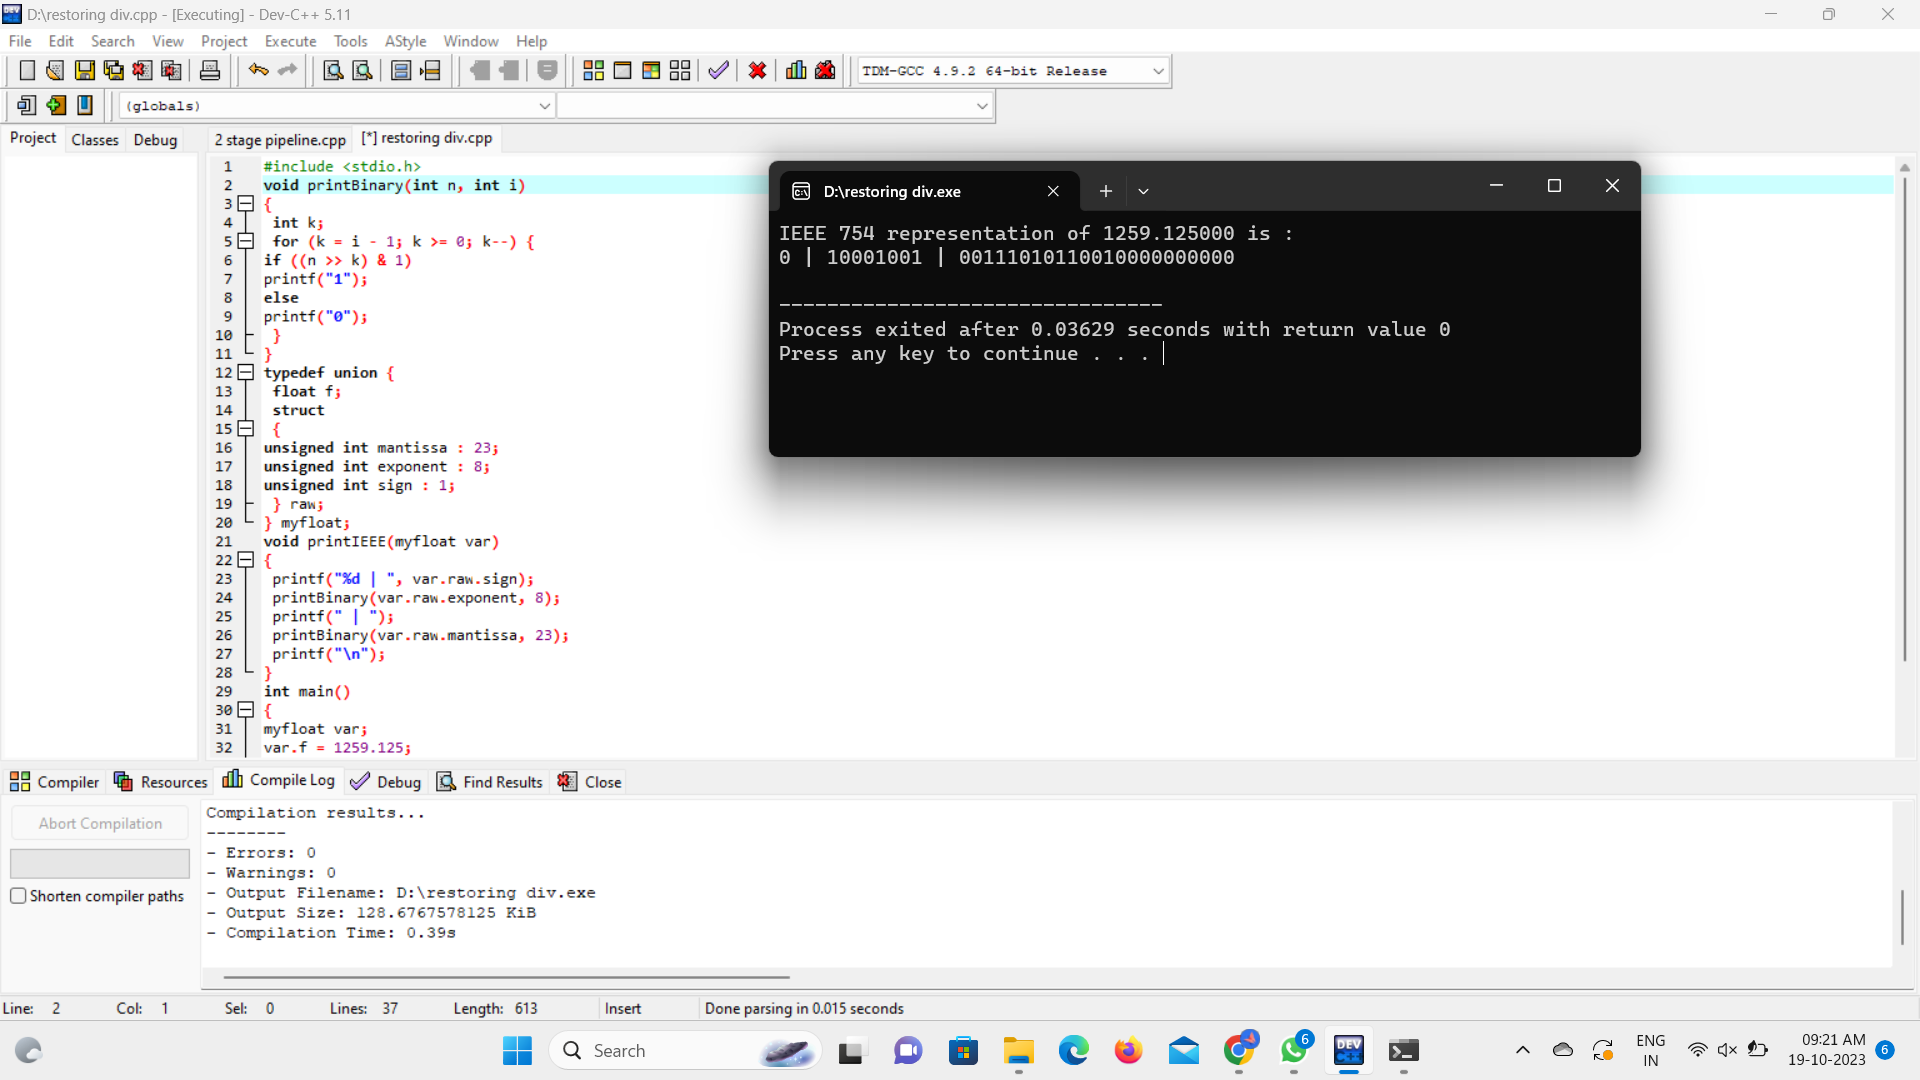 D:\restoring div.cpp - [Executing] - Dev-C++ 5.11
File Edit Search View Project Execute Tools AStyle Window Help
TDM-GCC 4.9.2 64-bit Release
(globals)
Project Classes Debug
2 stage pipeline.cpp [*] restoring div.cpp
1 #include <stdio.h>
2 void printBinary(int n, int i)
3 {
4 int k;
5 for (k = i - 1; k >= 0; k--) {
6 if ((n >> k) & 1)
7 printf("1");
8 else
9 printf("0");
10 }
11 }
12 typedef union {
13 float f;
14 struct
15 {
16 unsigned int mantissa : 23;
17 unsigned int exponent : 8;
18 unsigned int sign : 1;
19 } raw;
20 } myfloat;
21 void printIEEE(myfloat var)
22 {
23 printf("%d | ", var.raw.sign);
24 printBinary(var.raw.exponent, 8);
25 printf(" | ");
26 printBinary(var.raw.mantissa, 23);
27 printf("\n");
28 }
29 int main()
30 {
31 myfloat var;
32 var.f = 1259.125;
D:\restoring div.exe
IEEE 754 representation of 1259.125000 is :
0 | 10001001 | 00111010110010000000000
--------------------------------
Process exited after 0.03629 seconds with return value 0
Press any key to continue . . .
Compiler Resources Compile Log Debug Find Results Close
Abort Compilation
Shorten compiler paths
Compilation results...
--------
- Errors: 0
- Warnings: 0
- Output Filename: D:\restoring div.exe
- Output Size: 128.6767578125 KiB
- Compilation Time: 0.39s
Line: 2 Col: 1 Sel: 0 Lines: 37 Length: 613 Insert Done parsing in 0.015 seconds
Search
6
DEV
C++
ENG
IN
09:21 AM
19-10-2023
6